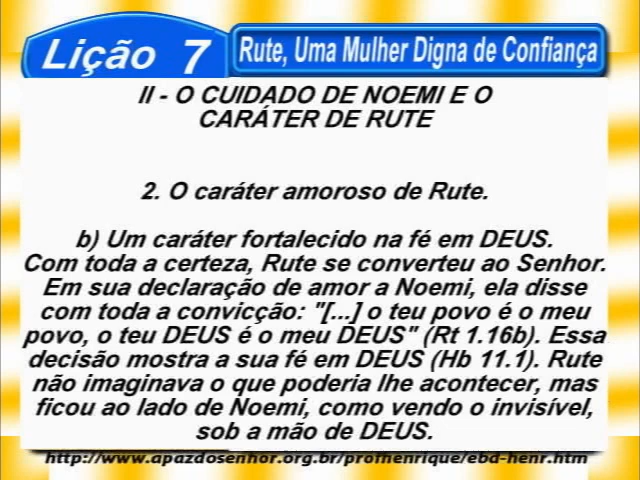 Lição 7
Rute, Uma Mulher Digna de Confiança
II - O CUIDADO DE NOEMI E O
CARÁTER DE RUTE
2. O caráter amoroso de Rute.
b) Um caráter fortalecido na fé em DEUS.
Com toda a certeza, Rute se converteu ao Senhor.
Em sua declaração de amor a Noemi, ela disse
com toda a convicção: "[...] o teu povo é o meu
povo, o teu DEUS é o meu DEUS" (Rt 1.16b). Essa
decisão mostra a sua fé em DEUS (Hb 11.1). Rute
não imaginava o que poderia lhe acontecer, mas
ficou ao lado de Noemi, como vendo o invisível,
sob a mão de DEUS.
http://www.apazdosenhor.org.br/profhenrique/ebd-henr.htm